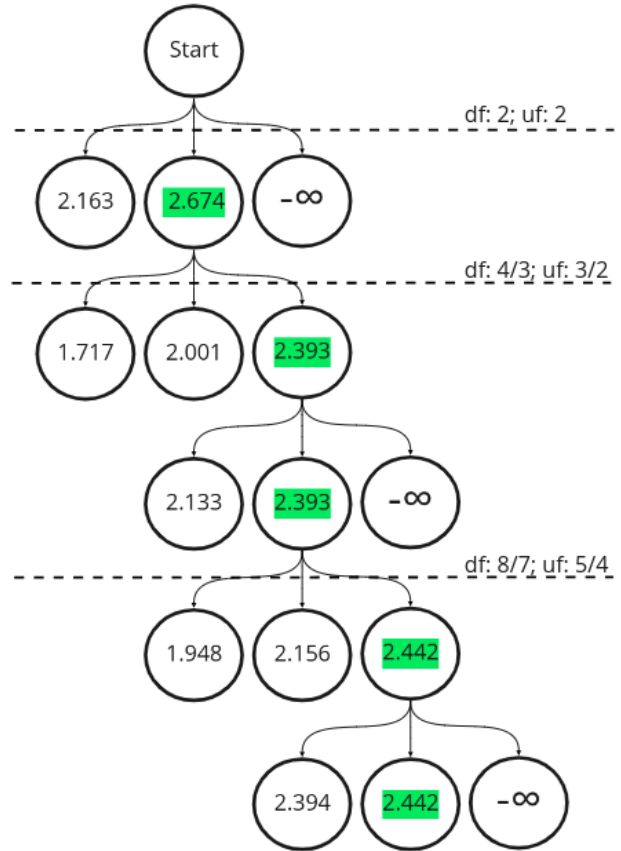 Start
df: 2; uf: 2
2.163 2.674 -∞
df: 4/3; uf: 3/2
1.717 2.001 2.393
2.133 2.393 -∞
df: 8/7; uf: 5/4
1.948 2.156 2.442
2.394 2.442 -∞